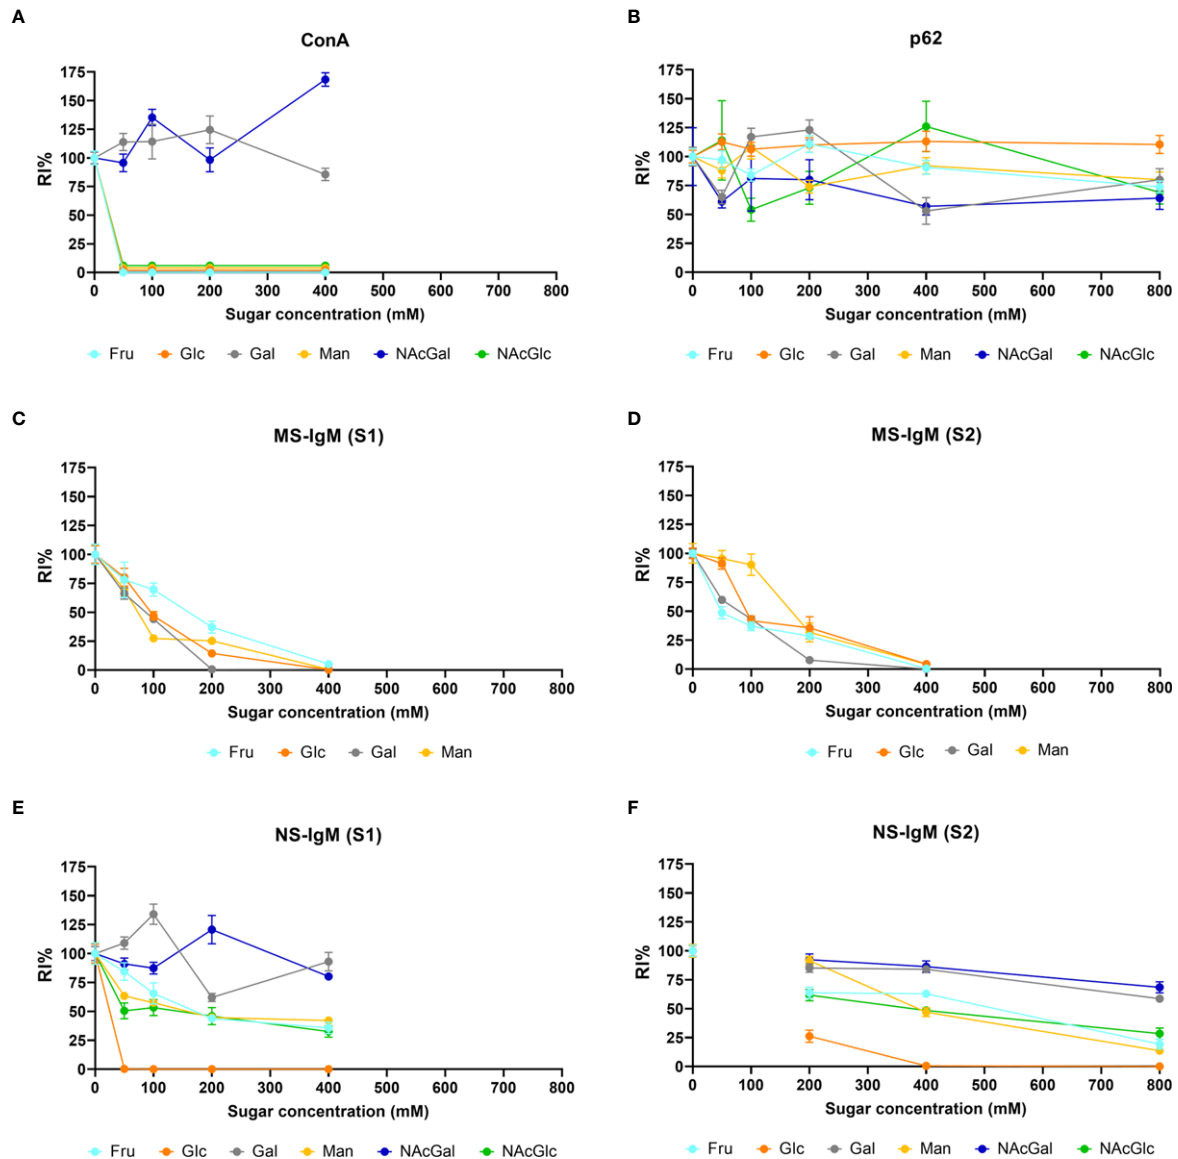 A
ConA
RI%
175
150
125
100
75
50
25
0
0 100 200 300 400 500 600 700 800
Sugar concentration (mM)
Fru Glc Gal Man NAcGal NAcGlc
B
p62
RI%
175
150
125
100
75
50
25
0
0 100 200 300 400 500 600 700 800
Sugar concentration (mM)
Fru Glc Gal Man NAcGal NAcGlc
C
MS-IgM (S1)
RI%
175
150
125
100
75
50
25
0
0 100 200 300 400 500 600 700 800
Sugar concentration (mM)
Fru Glc Gal Man
D
MS-IgM (S2)
RI%
175
150
125
100
75
50
25
0
0 100 200 300 400 500 600 700 800
Sugar concentration (mM)
Fru Glc Gal Man
E
NS-IgM (S1)
RI%
175
150
125
100
75
50
25
0
0 100 200 300 400 500 600 700 800
Sugar concentration (mM)
Fru Glc Gal Man NAcGal NAcGlc
F
NS-IgM (S2)
RI%
175
150
125
100
75
50
25
0
0 100 200 300 400 500 600 700 800
Sugar concentration (mM)
Fru Glc Gal Man NAcGal NAcGlc